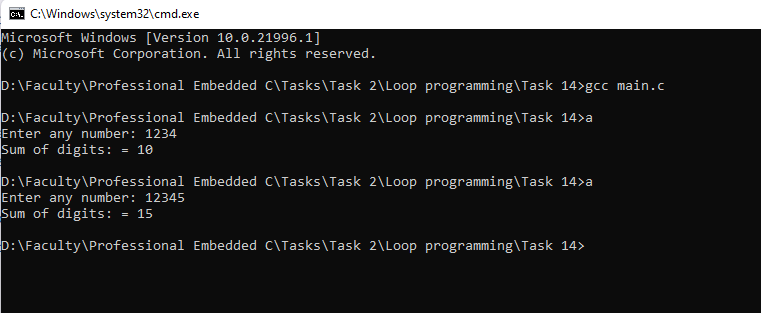 C:\Windows\system32\cmd.exe
Microsoft Windows [Version 10.0.21996.1]
(c) Microsoft Corporation. All rights reserved.
D:\Faculty\Professional Embedded C\Tasks\Task 2\Loop programming\Task 14>gcc main.c
D:\Faculty\Professional Embedded C\Tasks\Task 2\Loop programming\Task 14>a
Enter any number: 1234
Sum of digits: = 10
D:\Faculty\Professional Embedded C\Tasks\Task 2\Loop programming\Task 14>a
Enter any number: 12345
Sum of digits: = 15
D:\Faculty\Professional Embedded C\Tasks\Task 2\Loop programming\Task 14>